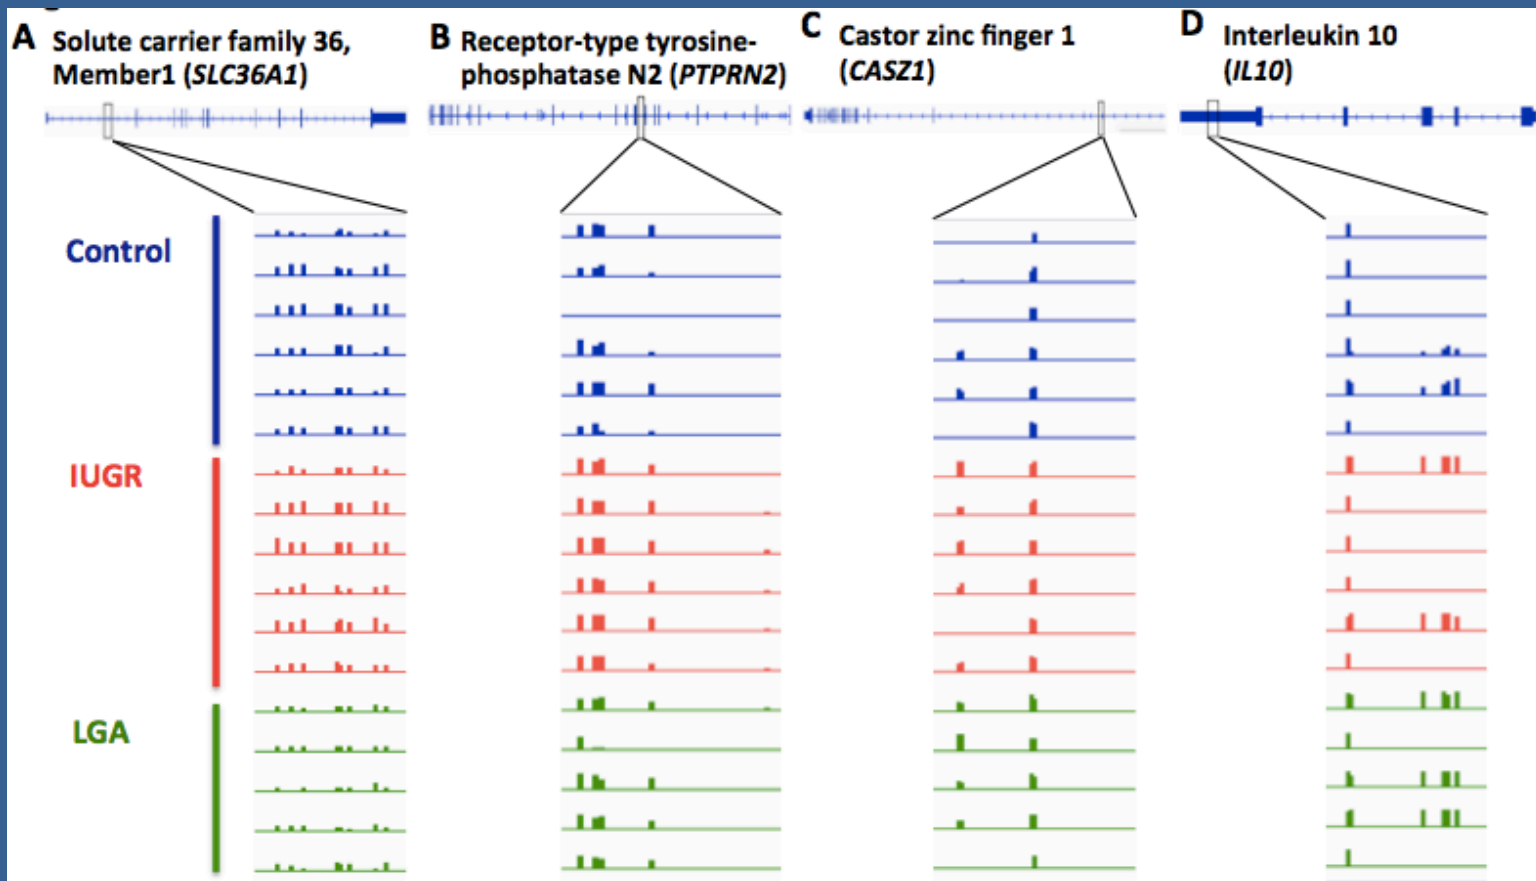 A Solute carrier family 36,
Member1 (SLC36A1)
B Receptor-type tyrosine-
phosphatase N2 (PTPRN2)
C Castor zinc finger 1
(CASZ1)
D Interleukin 10
(IL10)
Control
IUGR
LGA